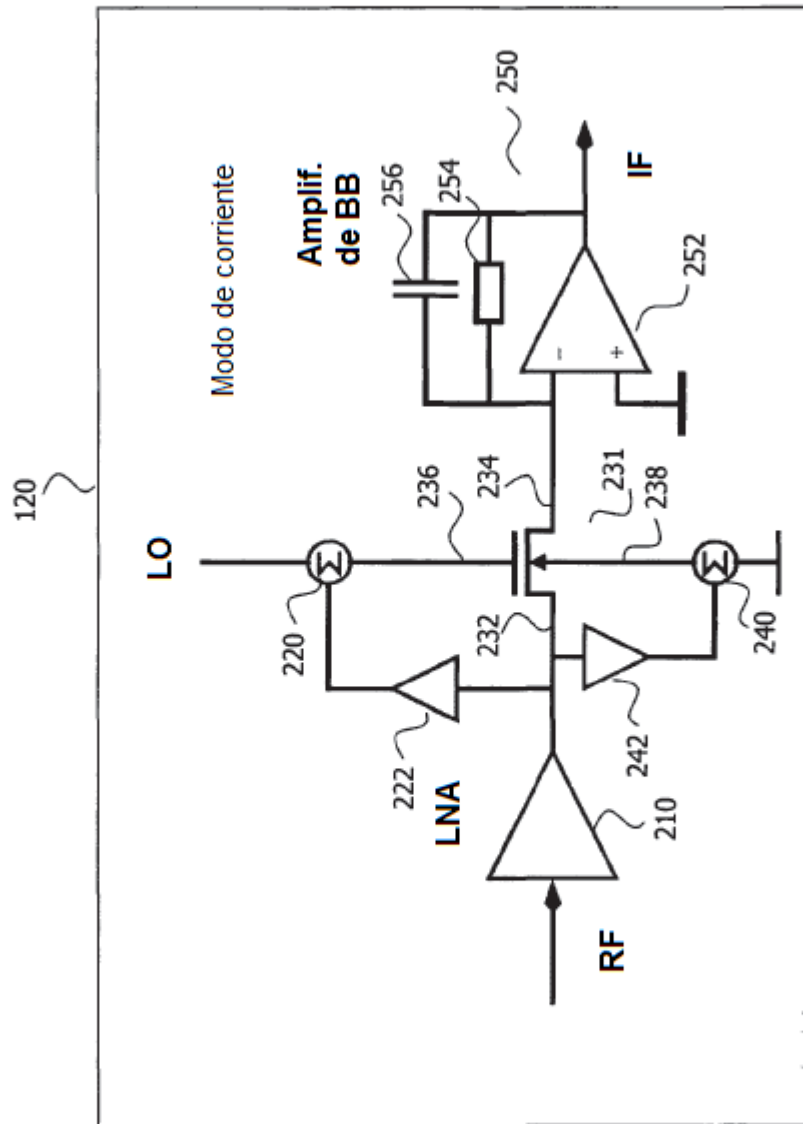 120
Modo de corriente
LO
Amplif.
de BB
256
254
250
220
236
234
222
LNA
232
231
238
252
IF
RF
210
242
240
Σ
Σ
−
+